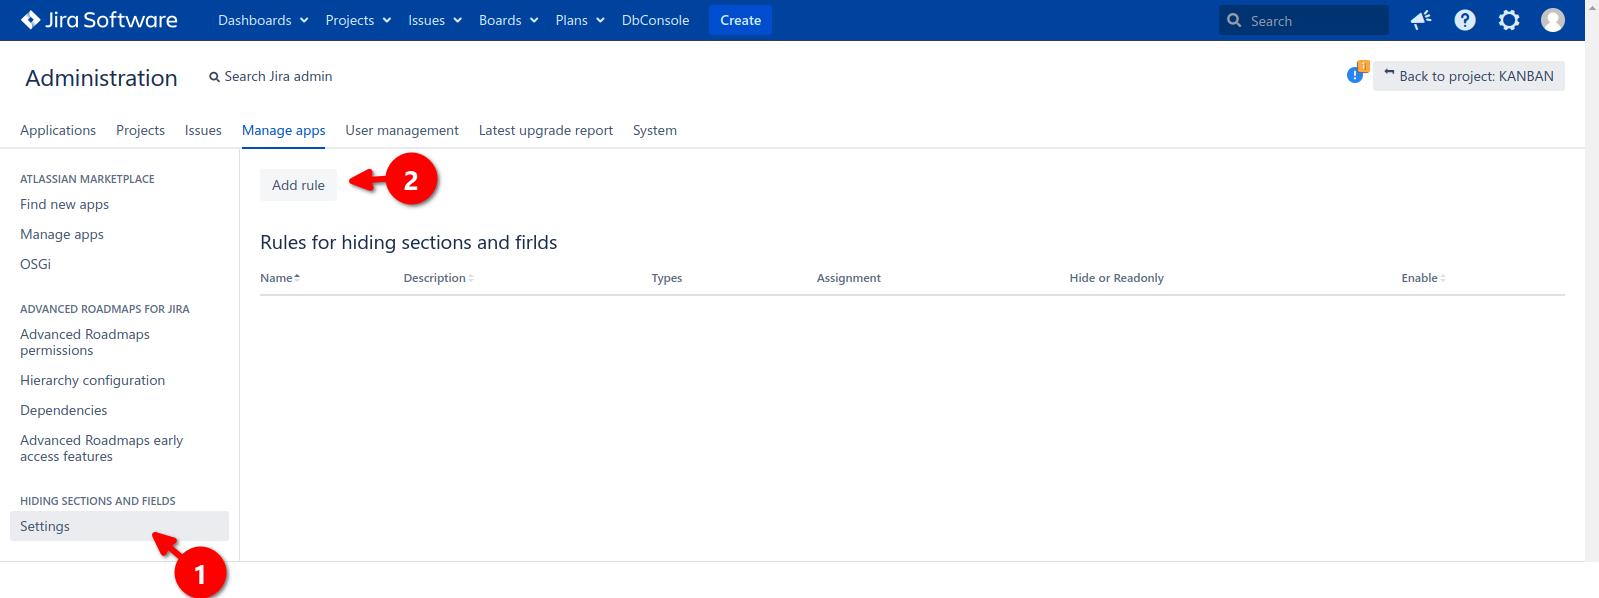 Jira Software Dashboards Projects Issues Boards Plans DbConsole Create Search
Administration Search Jira admin Back to project: KANBAN
Applications Projects Issues Manage apps User management Latest upgrade report System
ATLASSIAN MARKETPLACE
Find new apps
Manage apps
OSGi
ADVANCED ROADMAPS FOR JIRA
Advanced Roadmaps
permissions
Hierarchy configuration
Dependencies
Advanced Roadmaps early
access features
HIDING SECTIONS AND FIELDS
Settings
1
Add rule
2
Rules for hiding sections and firlds
Name Description Types Assignment Hide or Readonly Enable